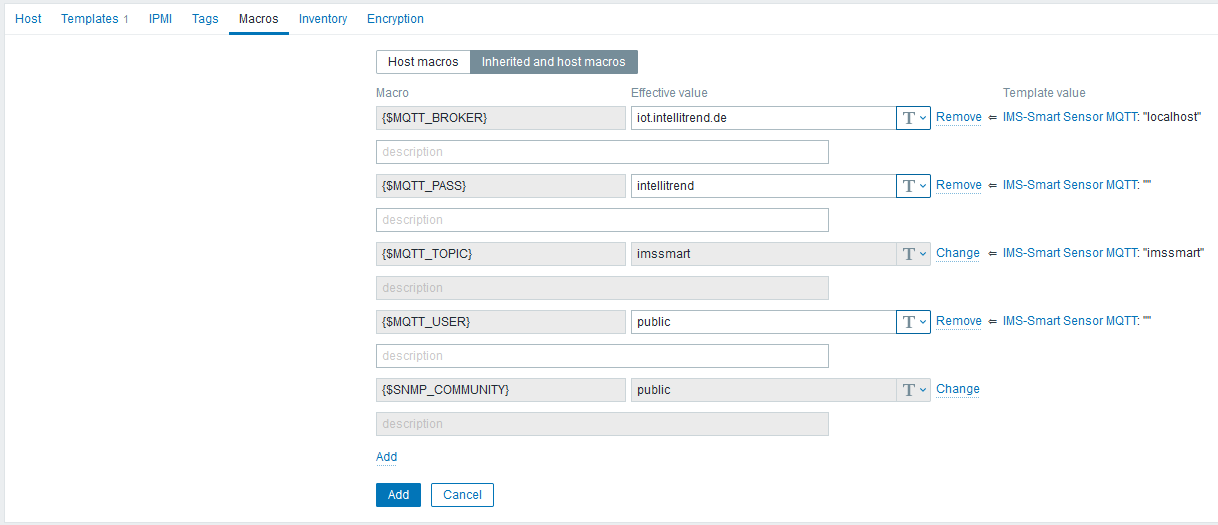 Host Templates 1 IPMI Tags Macros Inventory Encryption
Host macros Inherited and host macros
Macro Effective value Template value
{$MQTT_BROKER} iot.intellitrend.de T Remove ⇐ IMS-Smart Sensor MQTT: "localhost"
description
{$MQTT_PASS} intellitrend T Remove ⇐ IMS-Smart Sensor MQTT: ""
description
{$MQTT_TOPIC} imssmart T Change ⇐ IMS-Smart Sensor MQTT: "imssmart"
description
{$MQTT_USER} public T Remove ⇐ IMS-Smart Sensor MQTT: ""
description
{$SNMP_COMMUNITY} public T Change
description
Add
Add Cancel